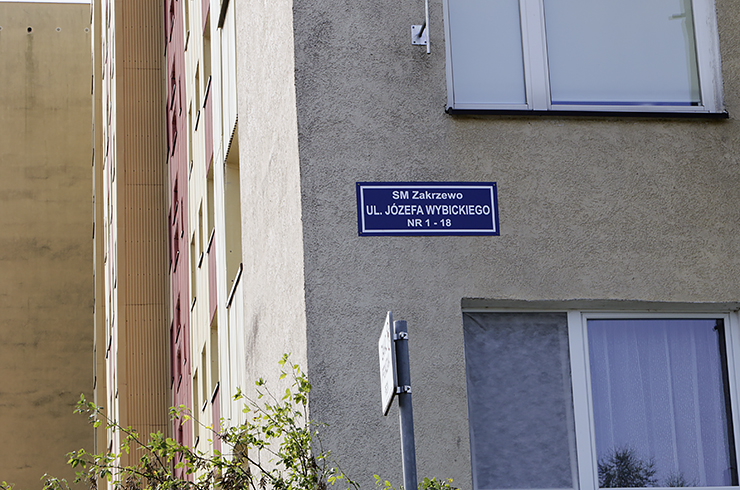 SM Zakrzewo
UL. JÓZEFA WYBICKIEGO
NR 1 - 18